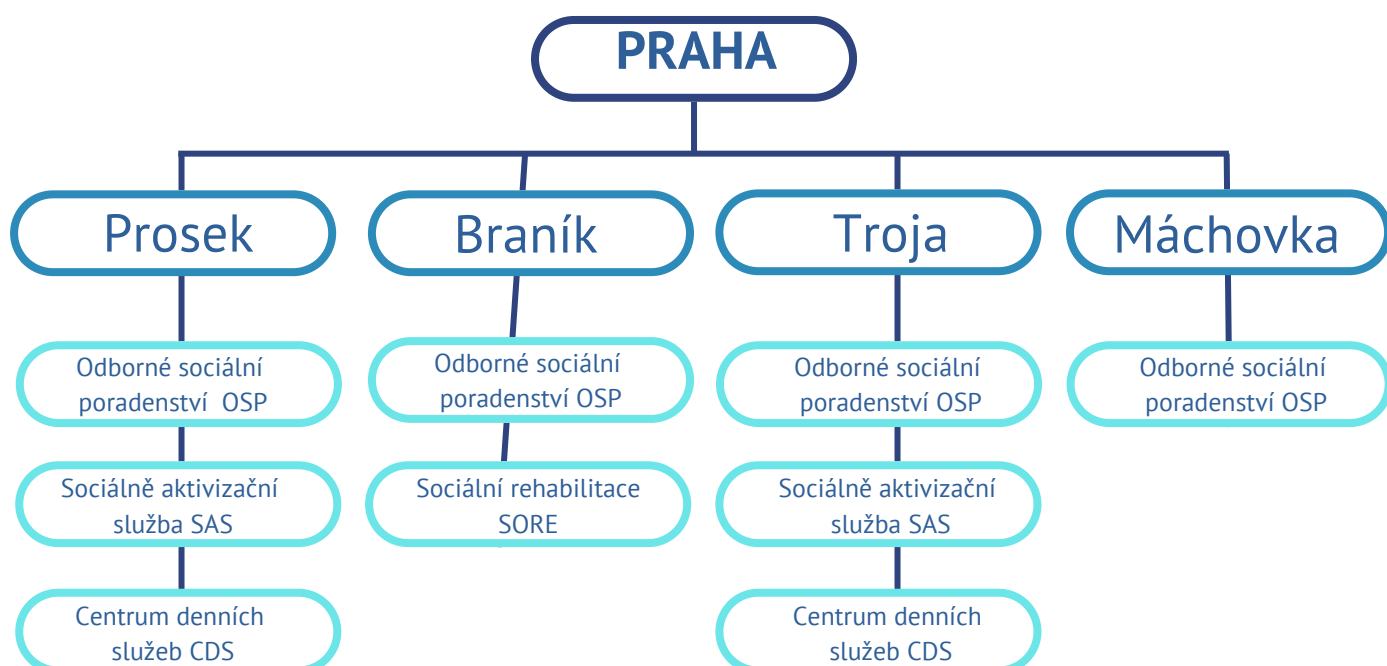 PRAHA
Prosek
Braník
Troja
Máchovka
Odborné sociální
poradenství  OSP
Odborné sociální
poradenství OSP
Odborné sociální
poradenství OSP
Odborné sociální
poradenství OSP
Sociálně aktivizační
služba SAS
Sociální rehabilitace
SORE
Sociálně aktivizační
služba SAS
Centrum denních
služeb CDS
Centrum denních
služeb CDS